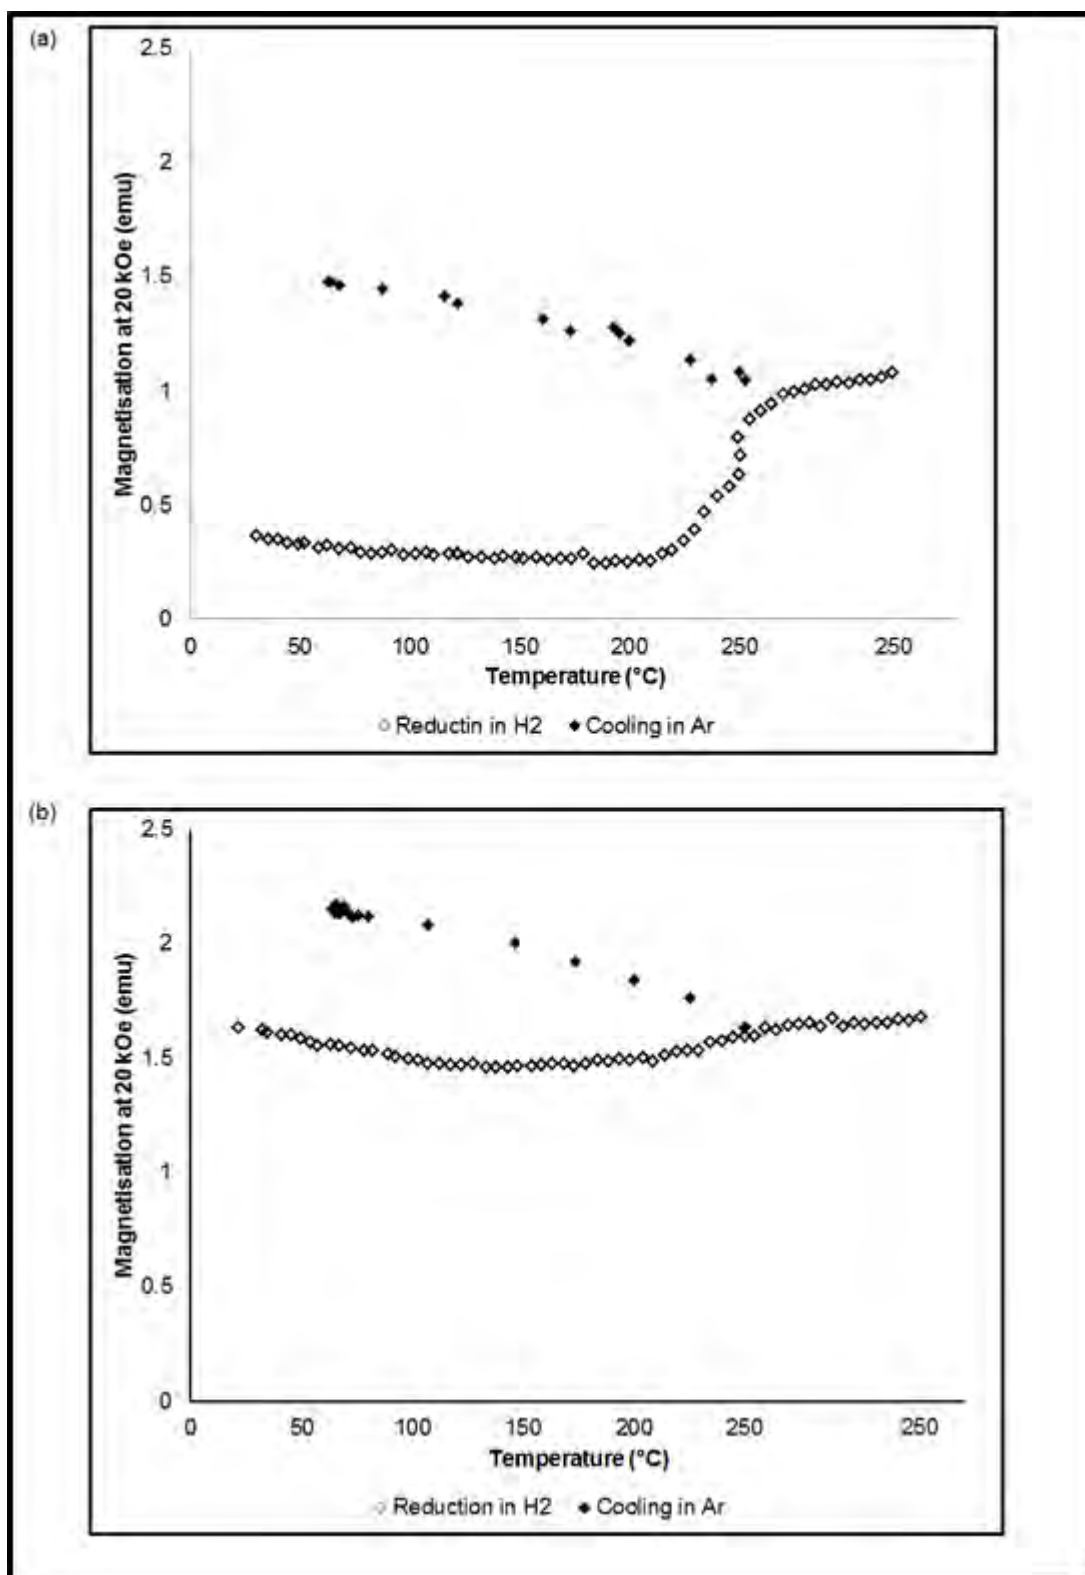 (a)
2.5
2
1.5
1
0.5
0
Magnetisation at 20 kOe (emu)
0 50 100 150 200 250 250
Temperature (°C)
Reductin in H2 Cooling in Ar
(b)
2.5
2
1.5
1
0.5
0
Magnetisation at 20 kOe (emu)
0 50 100 150 200 250 250
Temperature (°C)
Reduction in H2 Cooling in Ar